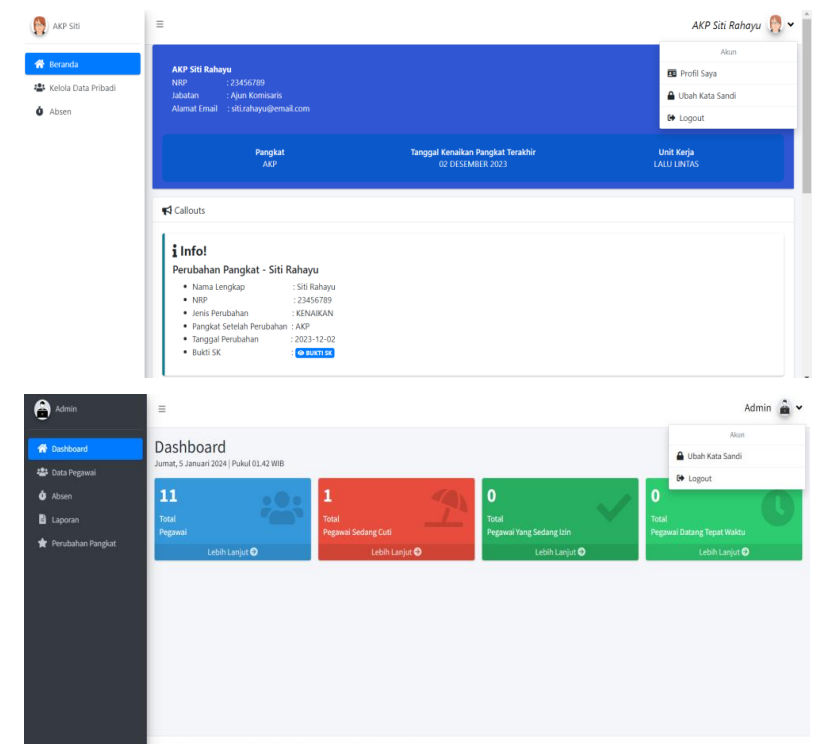 AKP Siti
AKP Siti Rahayu
Beranda
Kelola Data Pribadi
Absen
Akun
Profil Saya
Ubah Kata Sandi
Logout
AKP Siti Rahayu
NRP : 23456789
Jabatan : Ajun Komisaris
Alamat Email : siti.rahayu@email.com
Pangkat
AKP
Tanggal Kenaikan Pangkat Terakhir
02 DESEMBER 2023
Unit Kerja
LALU LINTAS
Callouts
Info!
Perubahan Pangkat - Siti Rahayu
• Nama Lengkap : Siti Rahayu
• NRP : 23456789
• Jenis Perubahan : KENAIKAN
• Pangkat Setelah Perubahan : AKP
• Tanggal Perubahan : 2023-12-02
• Bukti SK : BUKTI SK
Admin
Admin
Dashboard
Data Pegawai
Absen
Laporan
Perubahan Pangkat
Akun
Ubah Kata Sandi
Logout
Dashboard
Jumat, 5 Januari 2024 | Pukul 01.42 WIB
11
Total
Pegawai
Lebih Lanjut
1
Total
Pegawai Sedang Cuti
Lebih Lanjut
0
Total
Pegawai Yang Sedang Izin
Lebih Lanjut
0
Total
Pegawai Datang Tepat Waktu
Lebih Lanjut